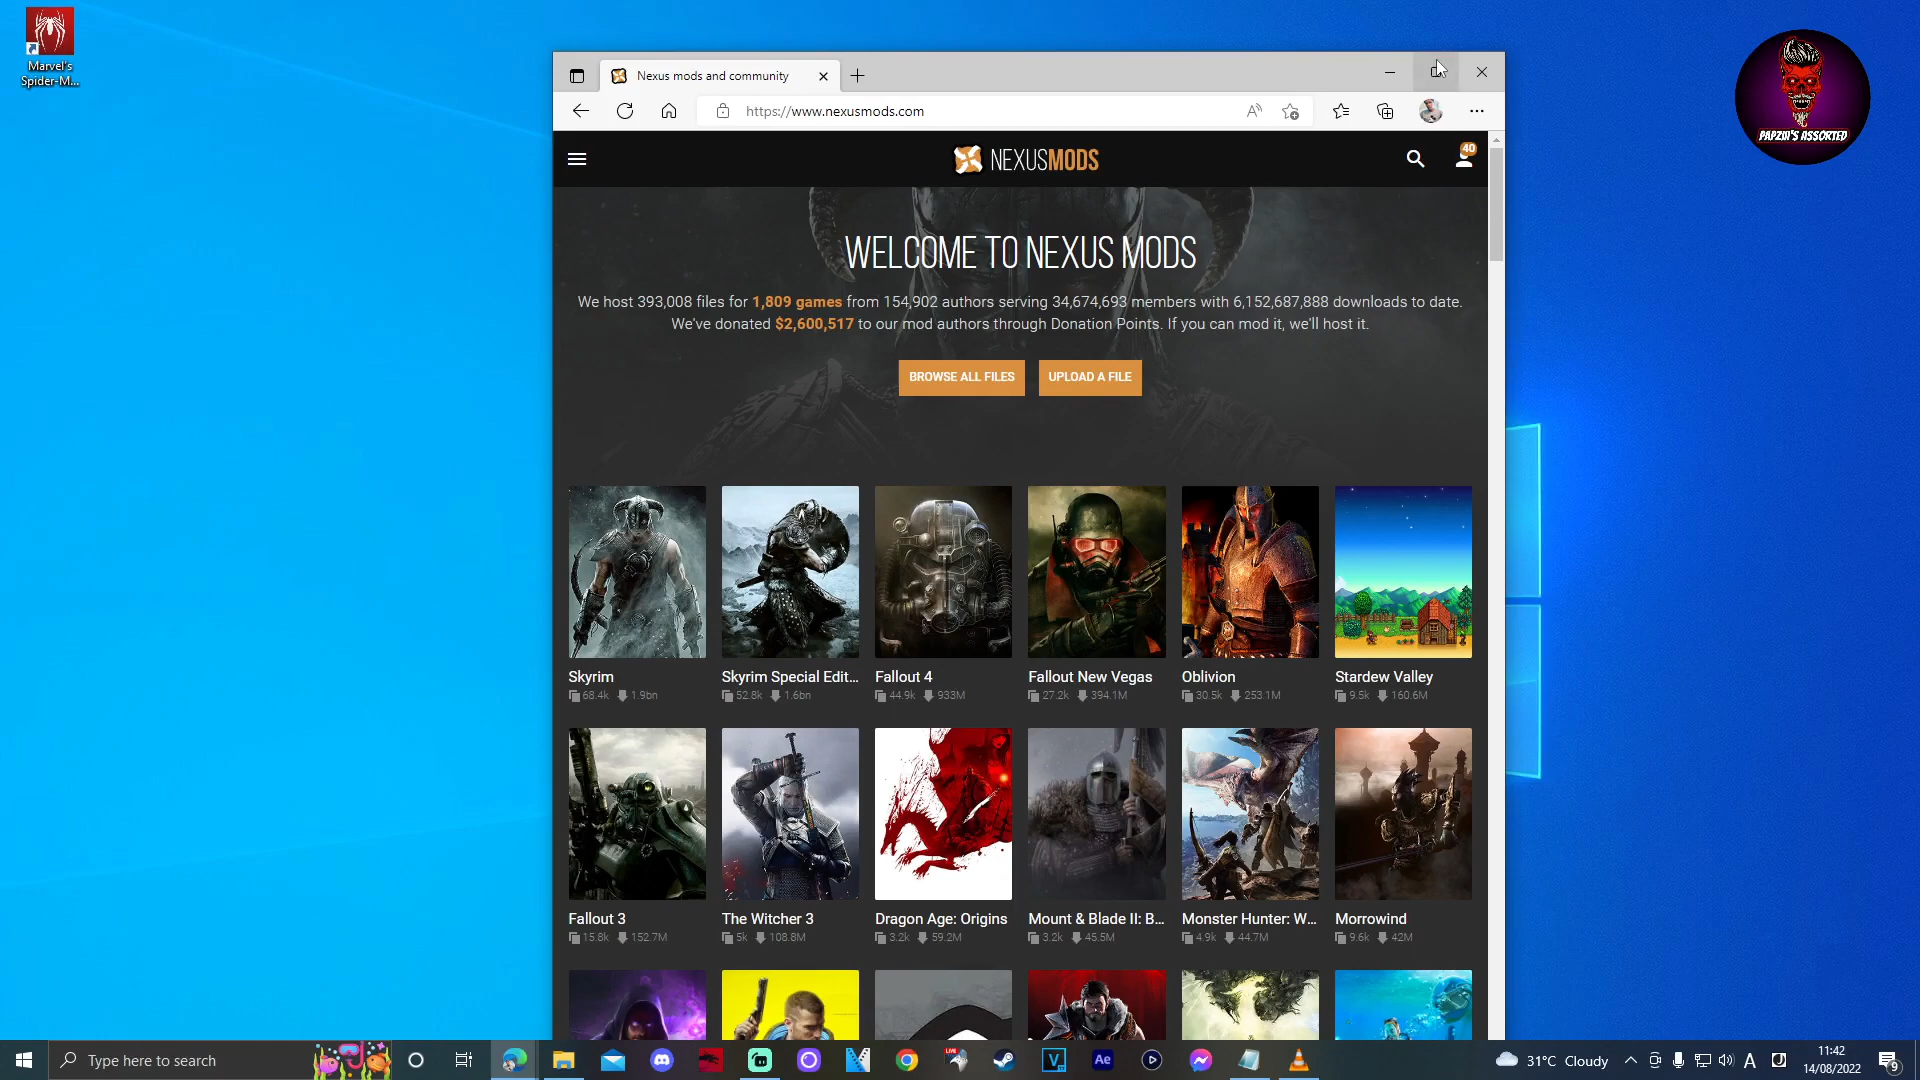 Marvel's
Spider-M...
PAPZIII'S ASSORTED
Nexus mods and community
https://www.nexusmods.com
NEXUSMODS
40
WELCOME TO NEXUS MODS
We host 393,008 files for 1,809 games from 154,902 authors serving 34,674,693 members with 6,152,687,888 downloads to date.
We've donated $2,600,517 to our mod authors through Donation Points. If you can mod it, we'll host it.
BROWSE ALL FILES
UPLOAD A FILE
Skyrim
68.4k 1.9bn
Skyrim Special Edit...
52.8k 1.6bn
Fallout 4
44.9k 933M
Fallout New Vegas
27.2k 394.1M
Oblivion
30.5k 253.1M
Stardew Valley
9.5k 160.6M
Fallout 3
15.8k 152.7M
The Witcher 3
5k 108.8M
Dragon Age: Origins
3.2k 59.2M
Mount & Blade II: B...
3.2k 45.5M
Monster Hunter: W...
4.9k 44.7M
Morrowind
9.6k 42M
Type here to search
LIVE
V
Ae
31°C Cloudy
A
J
11:42
14/08/2022
9